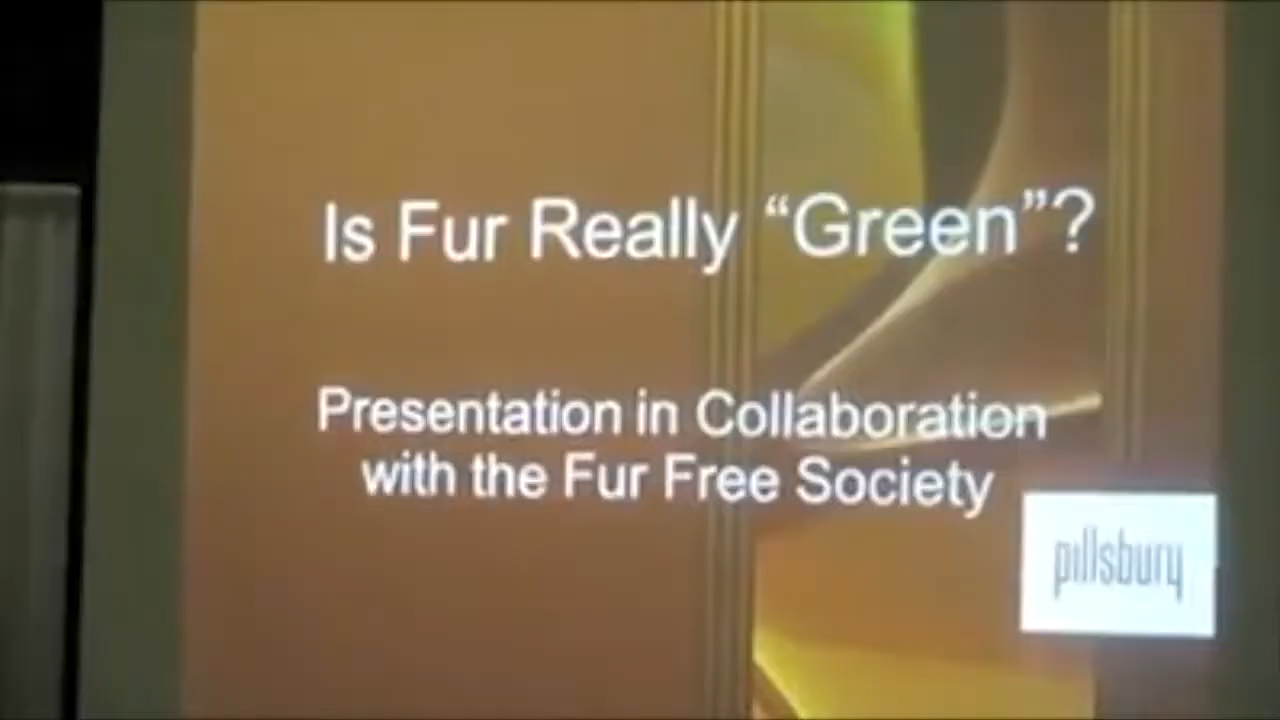 Is Fur Really “Green”?
Presentation in Collaboration
with the Fur Free Society
pillsbury